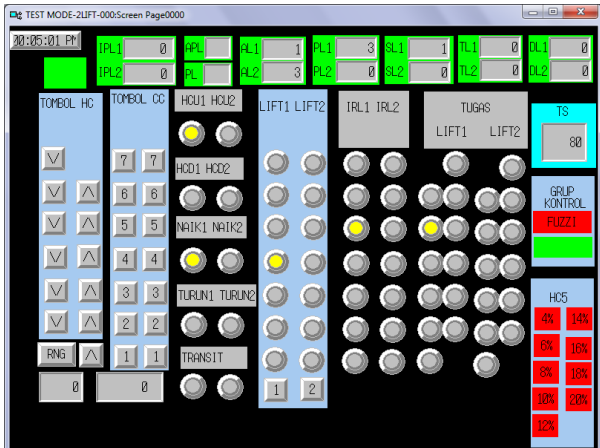 TEST MODE-2LIFT-000:Screen Page0000
00:05:01 PM
IPL1 0 APL AL1 1 PL1 3 SL1 1 TL1 0 DL1 0
IPL2 0 PL AL2 3 PL2 0 SL2 0 TL2 0 DL2 0
TOMBOL HC TOMBOL CC HCU1 HCU2 LIFT1 LIFT2 IRL1 IRL2 TUGAS
LIFT1 LIFT2
TS
80
7 7
HCD1 HCD2
6 6
GRUP
KONTROL
FUZZI
5 5
NAIK1 NAIK2
4 4
3 3
TURUN1 TURUN2
HC5
4% 14%
2 2
6% 16%
RNG 1 1
TRANSIT
8% 18%
0 0
1 2
10% 20%
12%